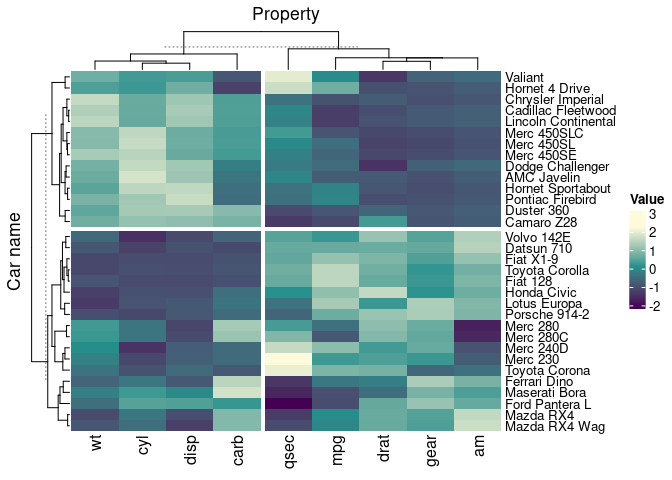 Property
Valiant
Hornet 4 Drive
Chrysler Imperial
Cadillac Fleetwood
Lincoln Continental
Merc 450SLC
Merc 450SL
Merc 450SE
Dodge Challenger
AMC Javelin
Hornet Sportabout
Pontiac Firebird
Duster 360
Camaro Z28
Volvo 142E
Datsun 710
Fiat X1-9
Toyota Corolla
Fiat 128
Honda Civic
Lotus Europa
Porsche 914-2
Merc 280
Merc 280C
Merc 240D
Merc 230
Toyota Corona
Ferrari Dino
Maserati Bora
Ford Pantera L
Mazda RX4
Mazda RX4 Wag
Car name
wt cyl disp carb qsec mpg drat gear am
Value
3
2
1
0
-1
-2